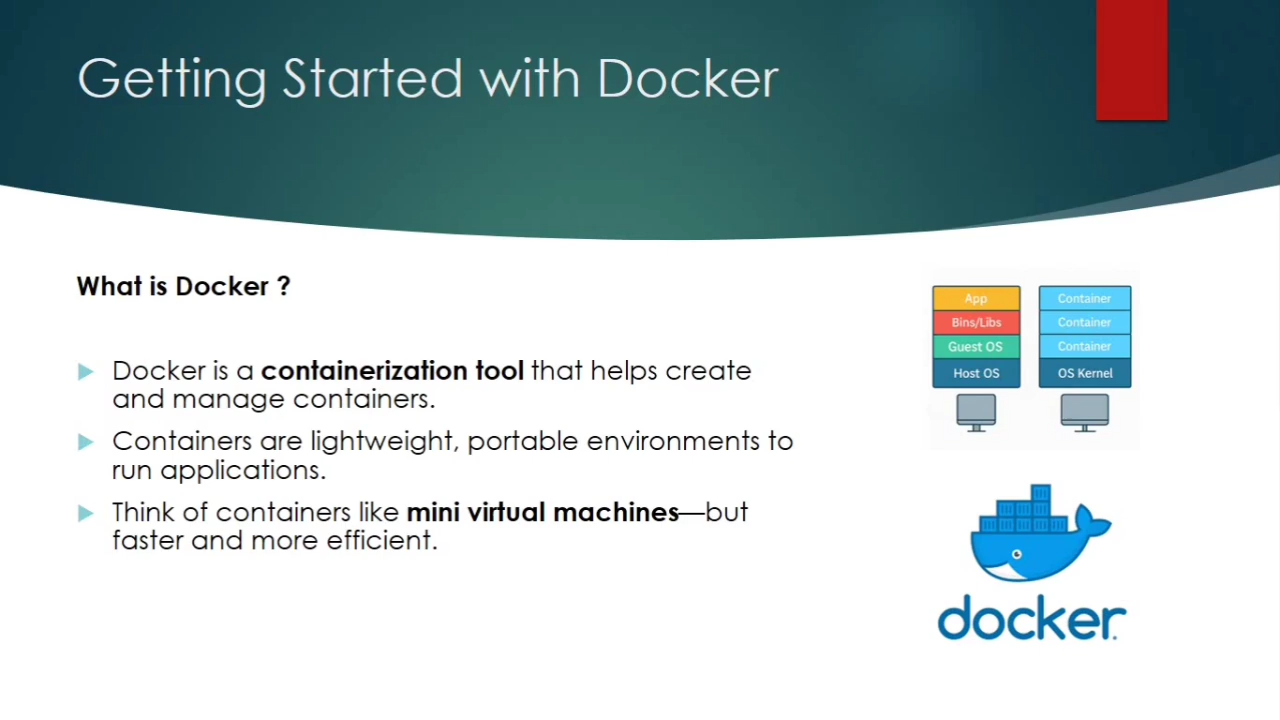 Getting Started with Docker
What is Docker ?
Docker is a containerization tool that helps create
and manage containers.
Containers are lightweight, portable environments to
run applications.
Think of containers like mini virtual machines—but
faster and more efficient.
App
Bins/Libs
Guest OS
Host OS
Container
Container
Container
OS Kernel
docker